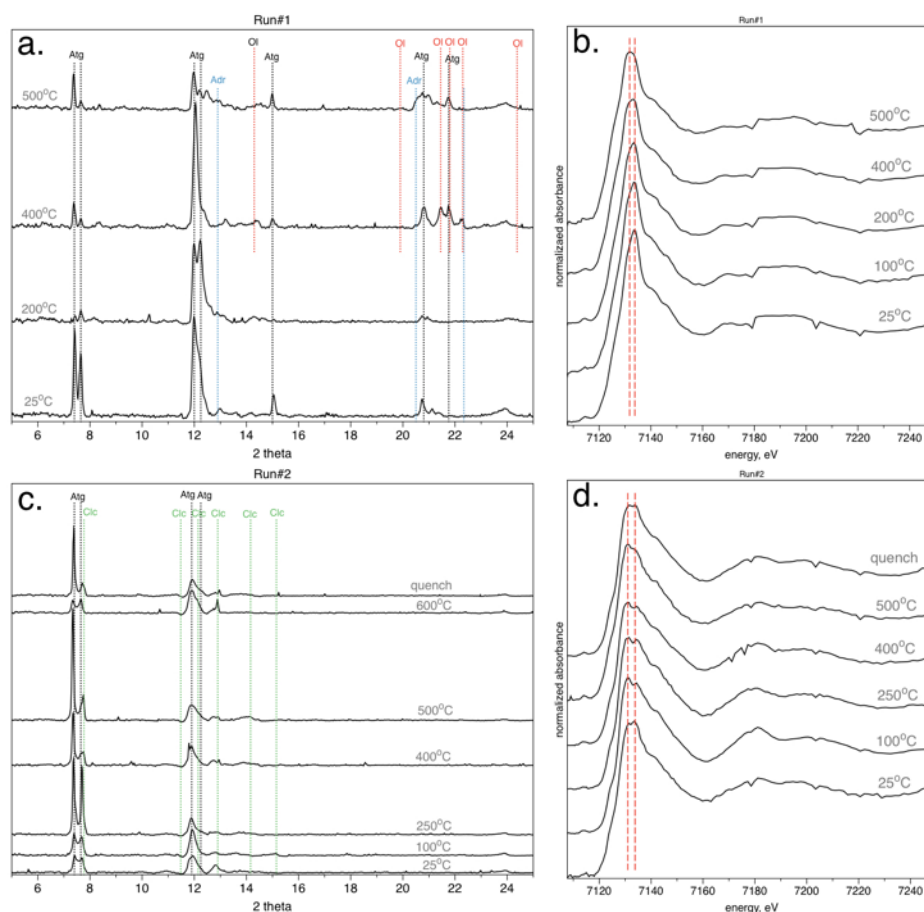 Run#1
a.
Atg Atg Ol Atg Ol Ol Ol Ol Ol
Adr Adr Atg Atg
500°C
400°C
200°C
25°C
6 8 10 12 14 16 18 20 22 24
2 theta
Run#1
b.
500°C
400°C
200°C
100°C
25°C
normalizaed absorbance
7120 7140 7160 7180 7200 7220 7240
energy, eV
Run#2
c.
Atg Atg Atg
Clc Clc Clc Clc Clc Clc
quench
600°C
500°C
400°C
250°C
100°C
25°C
6 8 10 12 14 16 18 20 22 24
2 theta
Run#2
d.
quench
500°C
400°C
250°C
100°C
25°C
normalized absorbance
7120 7140 7160 7180 7200 7220 7240
energy, eV